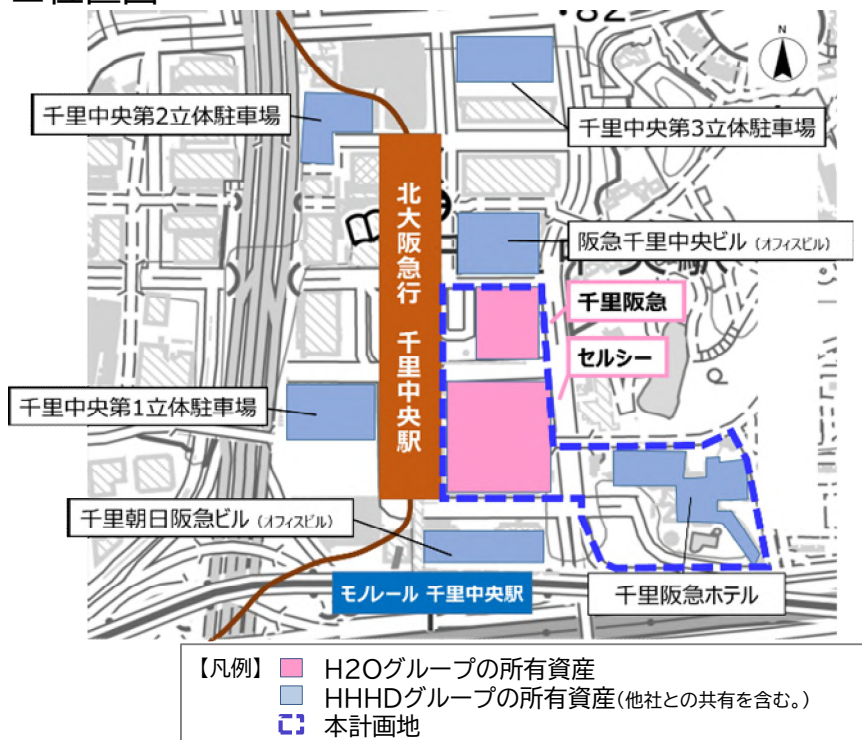 ・82
N
千里中央第2立体駐車場
千里中央第3立体駐車場
北大阪急行 千里中央駅
阪急千里中央ビル (オフィスビル)
千里阪急
セルシー
千里中央第1立体駐車場
千里朝日阪急ビル (オフィスビル)
モノレール 千里中央駅
千里阪急ホテル
【凡例】
H2Oグループの所有資産
HHHDグループの所有資産(他社との共有を含む。)
本計画地